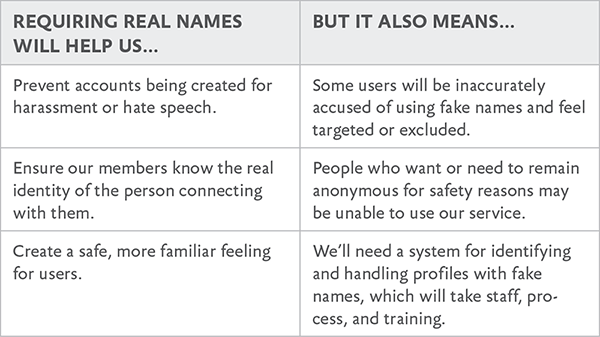 REQUIRING REAL NAMES
WILL HELP US...
BUT IT ALSO MEANS...
Prevent accounts being created for
harassment or hate speech.
Some users will be inaccurately
accused of using fake names and feel
targeted or excluded.
Ensure our members know the real
identity of the person connecting
with them.
People who want or need to remain
anonymous for safety reasons may
be unable to use our service.
Create a safe, more familiar feeling
for users.
We’ll need a system for identifying
and handling profiles with fake
names, which will take staff, pro-
cess, and training.